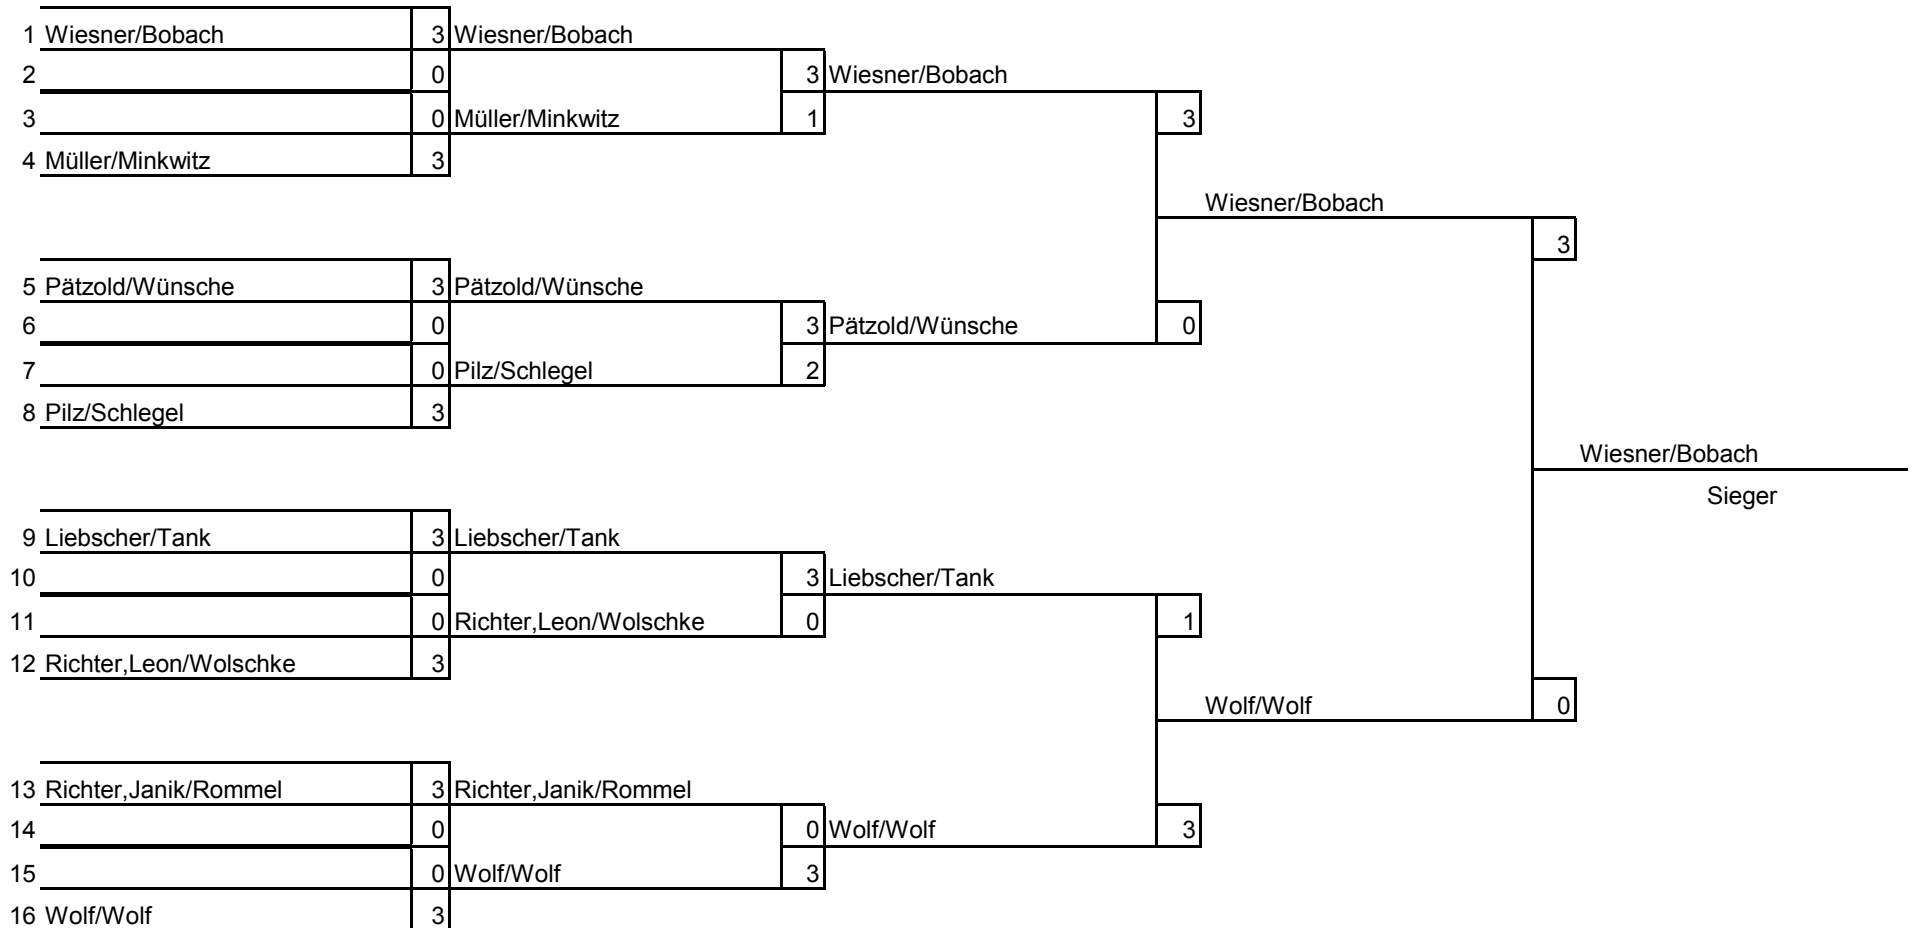 1 Wiesner/Bobach 3 Wiesner/Bobach
2 0 3 Wiesner/Bobach
3 0 Müller/Minkwitz 1 3
4 Müller/Minkwitz 3
Wiesner/Bobach
3
5 Pätzold/Wünsche 3 Pätzold/Wünsche
6 0 3 Pätzold/Wünsche 0
7 0 Pilz/Schlegel 2
8 Pilz/Schlegel 3
Wiesner/Bobach
Sieger
9 Liebscher/Tank 3 Liebscher/Tank
10 0 3 Liebscher/Tank
11 0 Richter,Leon/Wolschke 0 1
12 Richter,Leon/Wolschke 3
Wolf/Wolf 0
13 Richter,Janik/Rommel 3 Richter,Janik/Rommel
14 0 0 Wolf/Wolf 3
15 0 Wolf/Wolf 3
16 Wolf/Wolf 3